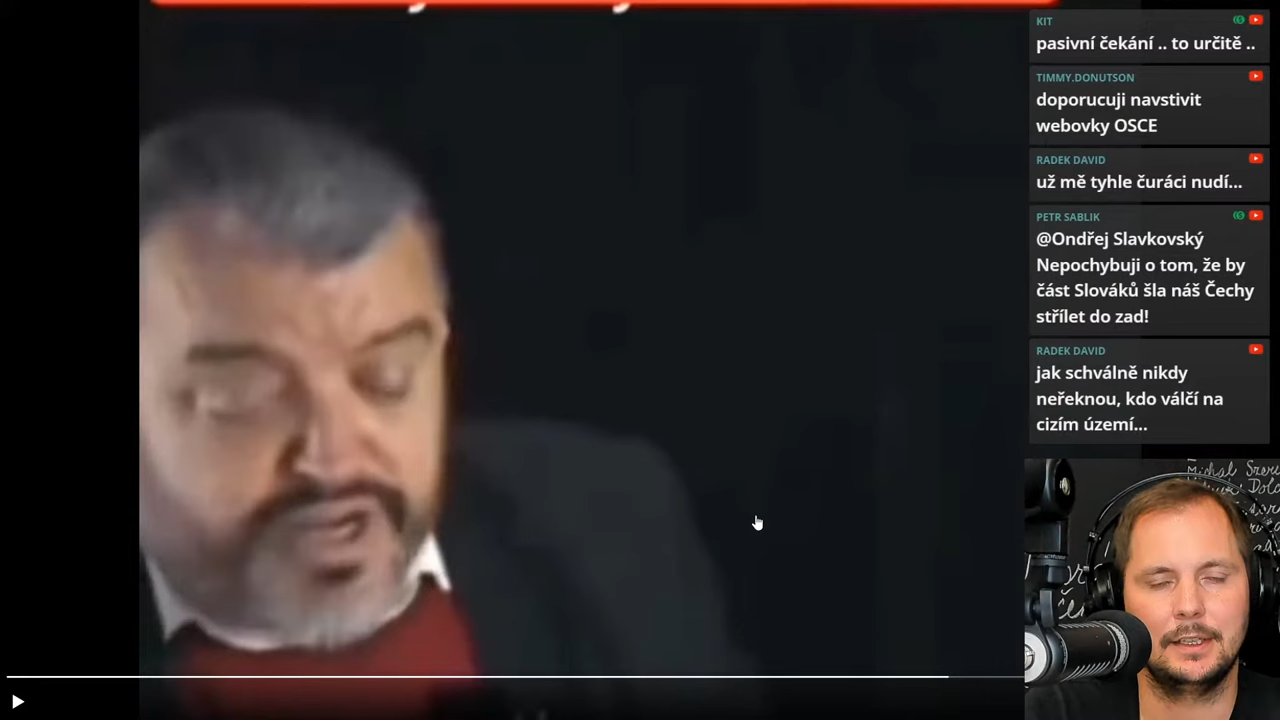 KIT
pasivní čekání .. to určitě ..
TIMMY.DONUTSON
doporucuji navstivit
webovky OSCE
RADEK DAVID
už mě tyhle čuráci nudí...
PETR SABLIK
@Ondřej Slavkovský
Nepochybuji o tom, že by
část Slováků šla náš Čechy
střílet do zad!
RADEK DAVID
jak schválně nikdy
neřeknou, kdo válčí na
cizím území...
Michal